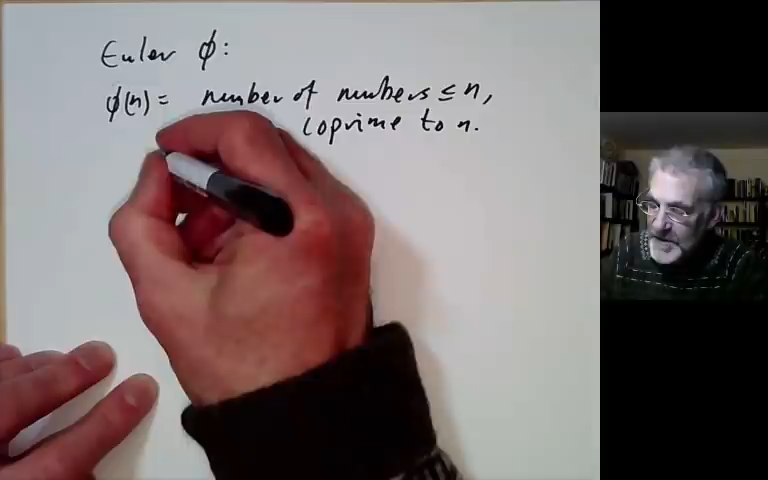 Euler ϕ:
ϕ(n) = number of numbers ≤ n,
coprime to n.